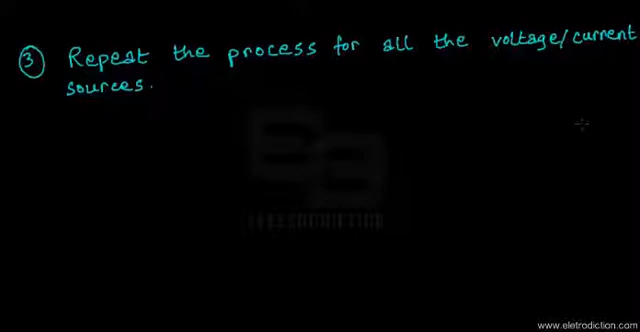 ③ Repeat the process for all the voltage/current
sources.
www.eletrodiction.com